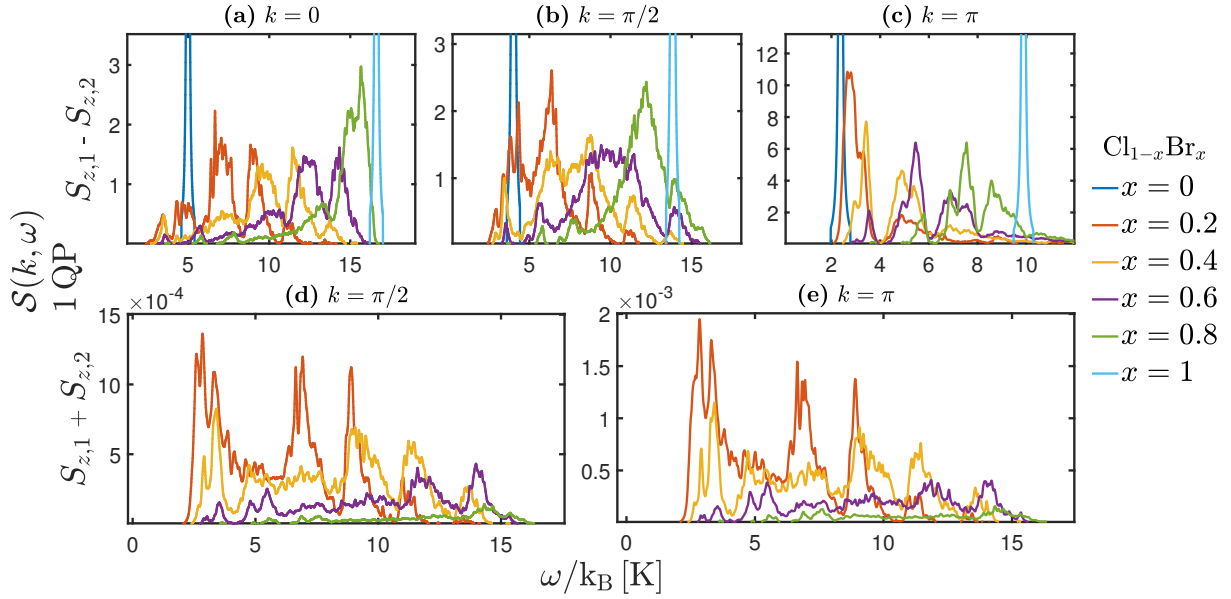 (a) k = 0
(b) k = π/2
(c) k = π
3
2
1
5 10 15
3
2
1
5 10 15
12
10
8
6
4
2
2 4 6 8 10
S_{z,1} - S_{z,2}
S(k, ω)
1QP
Cl_{1−x}Br_x
x = 0
x = 0.2
x = 0.4
x = 0.6
x = 0.8
x = 1
×10⁻⁴
(d) k = π/2
×10⁻³
(e) k = π
15
10
5
0 5 10 15
2
1.5
1
0.5
0 5 10 15
S_{z,1} + S_{z,2}
ω/k_B [K]